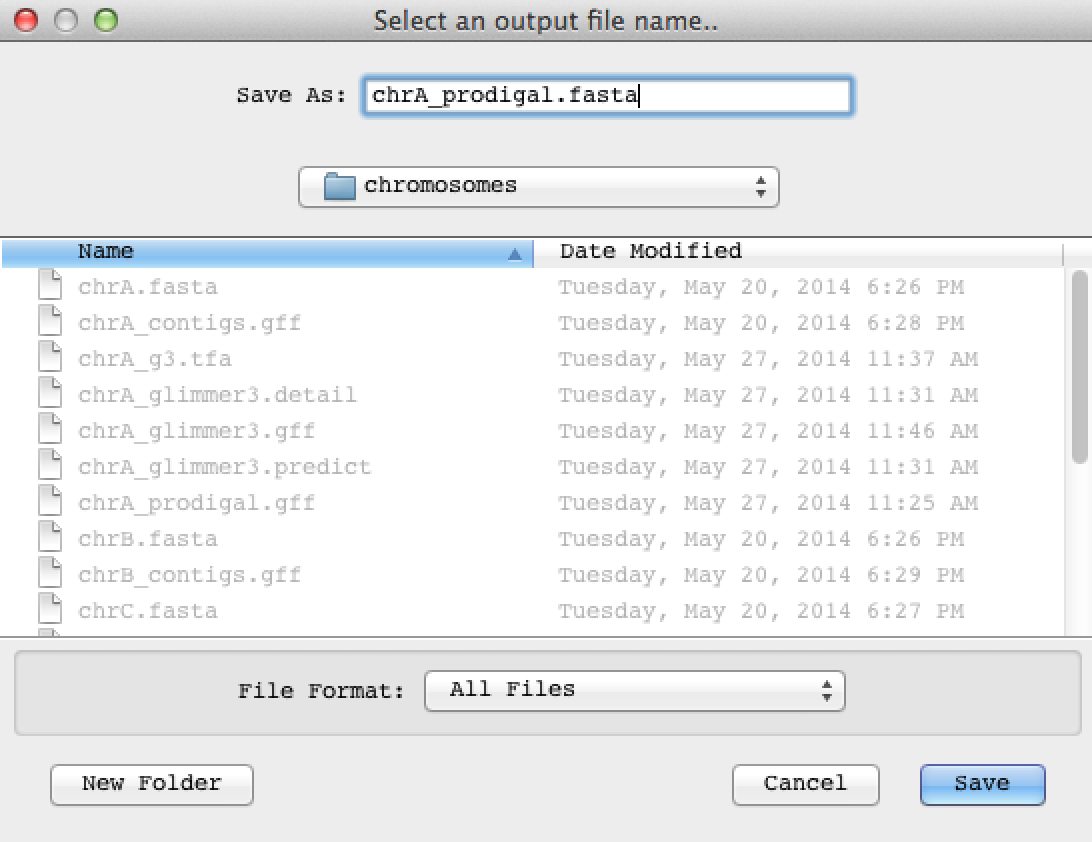 Select an output file name..
Save As: chrA_prodigal.fasta
chromosomes
Name Date Modified
chrA.fasta Tuesday, May 20, 2014 6:26 PM
chrA_contigs.gff Tuesday, May 20, 2014 6:28 PM
chrA_g3.tfa Tuesday, May 27, 2014 11:37 AM
chrA_glimmer3.detail Tuesday, May 27, 2014 11:31 AM
chrA_glimmer3.gff Tuesday, May 27, 2014 11:46 AM
chrA_glimmer3.predict Tuesday, May 27, 2014 11:31 AM
chrA_prodigal.gff Tuesday, May 27, 2014 11:25 AM
chrB.fasta Tuesday, May 20, 2014 6:26 PM
chrB_contigs.gff Tuesday, May 20, 2014 6:29 PM
chrC.fasta Tuesday, May 20, 2014 6:27 PM
File Format: All Files
New Folder Cancel Save